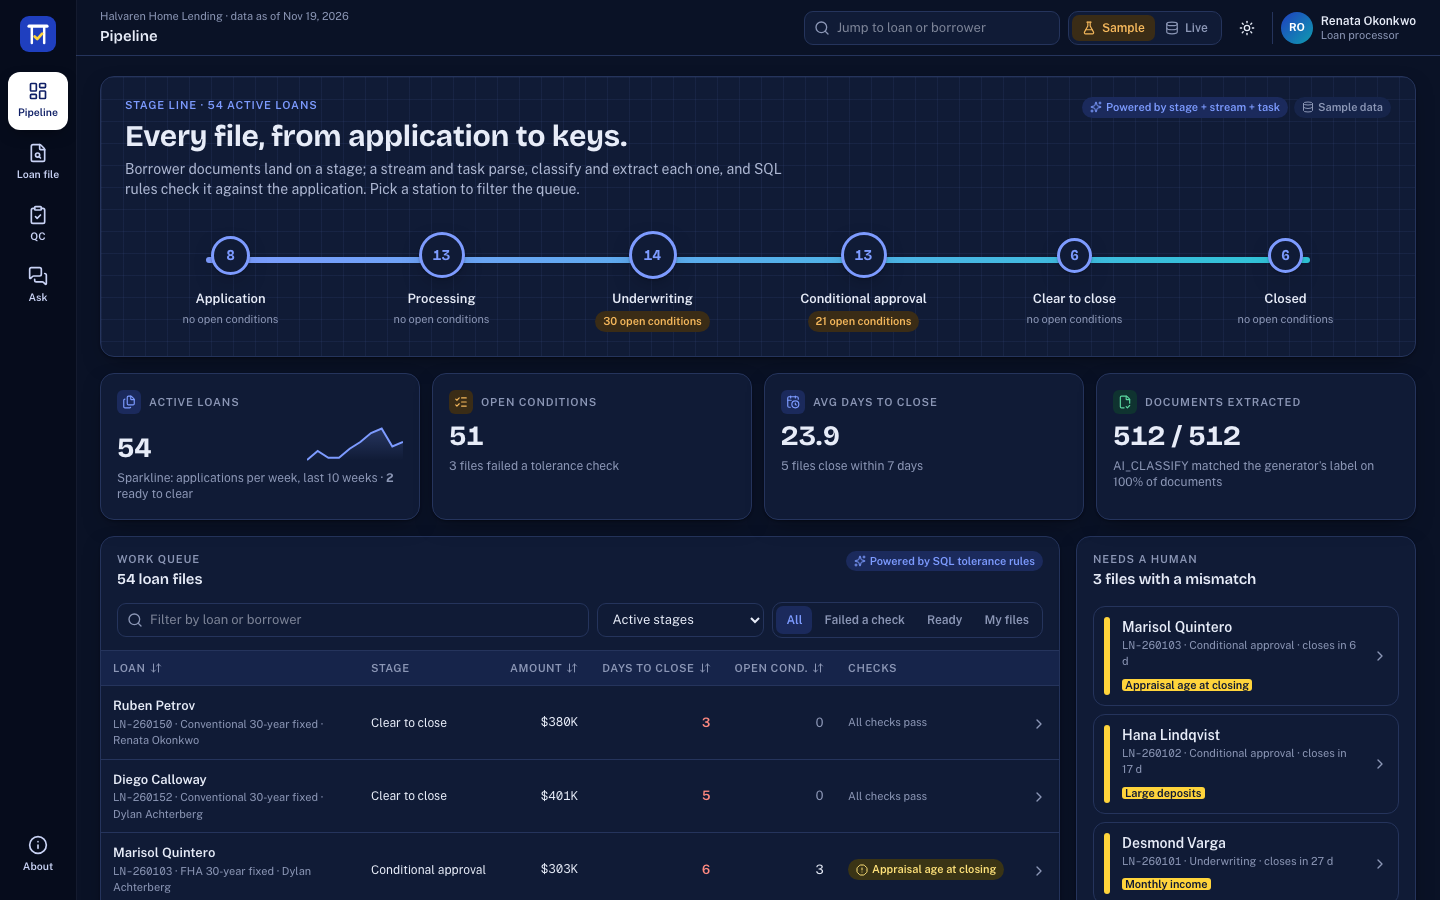 Halvaren Home Lending · data as of Nov 19, 2026
Pipeline
Jump to loan or borrower
Sample
Live
RO
Renata Okonkwo
Loan processor
Pipeline
Loan file
QC
Ask
About
STAGE LINE · 54 ACTIVE LOANS
Powered by stage + stream + task
Sample data
Every file, from application to keys.
Borrower documents land on a stage; a stream and task parse, classify and extract each one, and SQL
rules check it against the application. Pick a station to filter the queue.
8
13
14
13
6
6
Application
Processing
Underwriting
Conditional approval
Clear to close
Closed
no open conditions
no open conditions
30 open conditions
21 open conditions
no open conditions
no open conditions
ACTIVE LOANS
54
Sparkline: applications per week, last 10 weeks · 2
ready to clear
OPEN CONDITIONS
51
3 files failed a tolerance check
AVG DAYS TO CLOSE
23.9
5 files close within 7 days
DOCUMENTS EXTRACTED
512 / 512
AI_CLASSIFY matched the generator's label on
100% of documents
WORK QUEUE
54 loan files
Powered by SQL tolerance rules
Filter by loan or borrower
Active stages
All
Failed a check
Ready
My files
LOAN
STAGE
AMOUNT
DAYS TO CLOSE
OPEN COND.
CHECKS
Ruben Petrov
LN-260150 · Conventional 30-year fixed ·
Renata Okonkwo
Clear to close
$380K
3
0
All checks pass
Diego Calloway
LN-260152 · Conventional 30-year fixed ·
Dylan Achterberg
Clear to close
$401K
5
0
All checks pass
Marisol Quintero
LN-260103 · FHA 30-year fixed · Dylan
Achterberg
Conditional approval
$303K
6
3
Appraisal age at closing
NEEDS A HUMAN
3 files with a mismatch
Marisol Quintero
LN-260103 · Conditional approval · closes in 6
d
Appraisal age at closing
Hana Lindqvist
LN-260102 · Conditional approval · closes in
17 d
Large deposits
Desmond Varga
LN-260101 · Underwriting · closes in 27 d
Monthly income